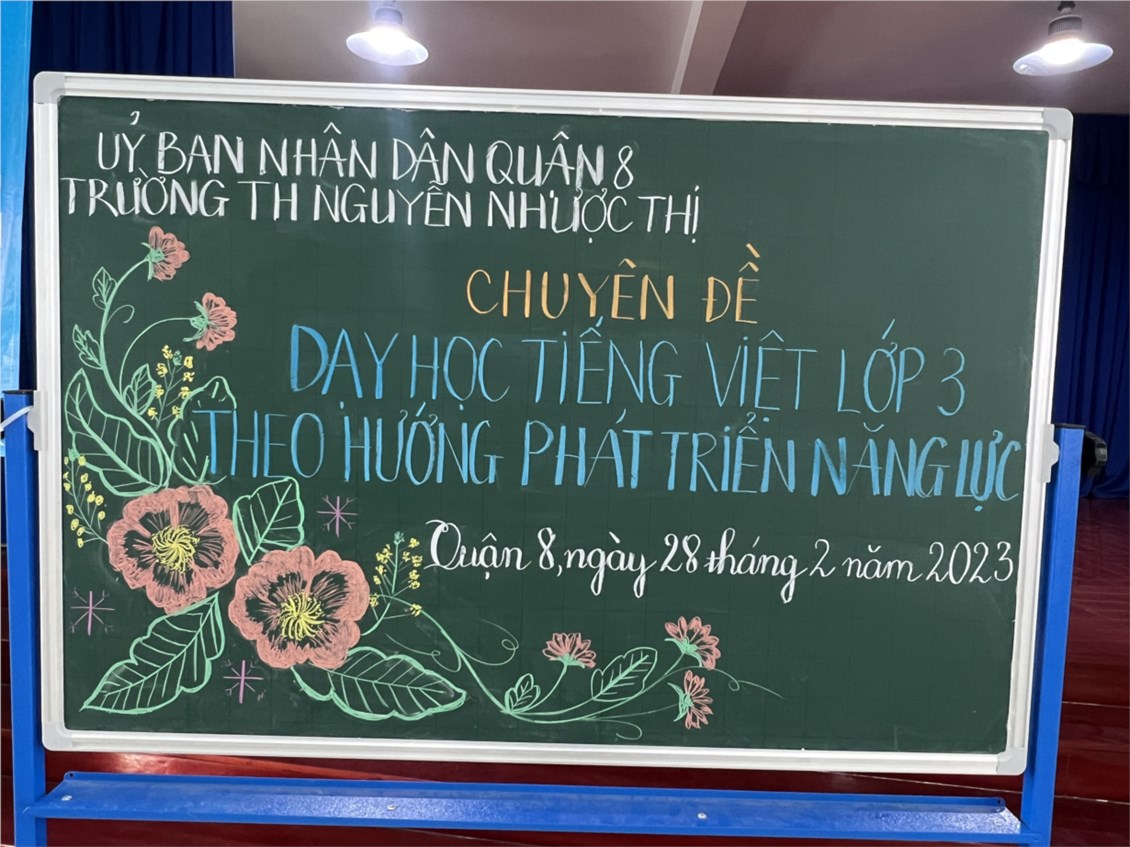 UỶ BAN NHÂN DÂN QUẬN 8
TRƯỜNG TH NGUYỄN NHƯỢC THỊ
CHUYÊN ĐỀ
DẠY HỌC TIẾNG VIỆT LỚP 3
THEO HƯỚNG PHÁT TRIỂN NĂNG LỰC
Quận 8, ngày 28 tháng 2 năm 2023